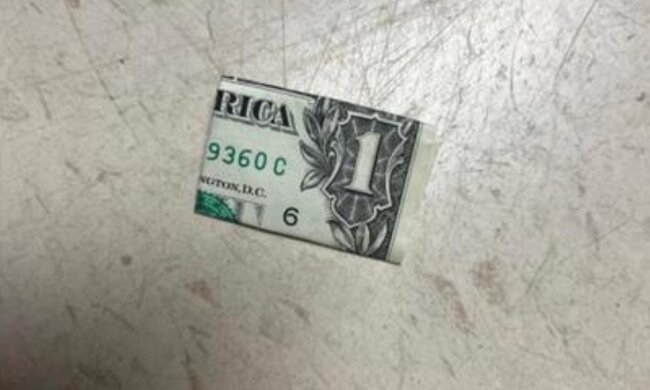 RICA
1
9360 C
NGTON, D.C.
6